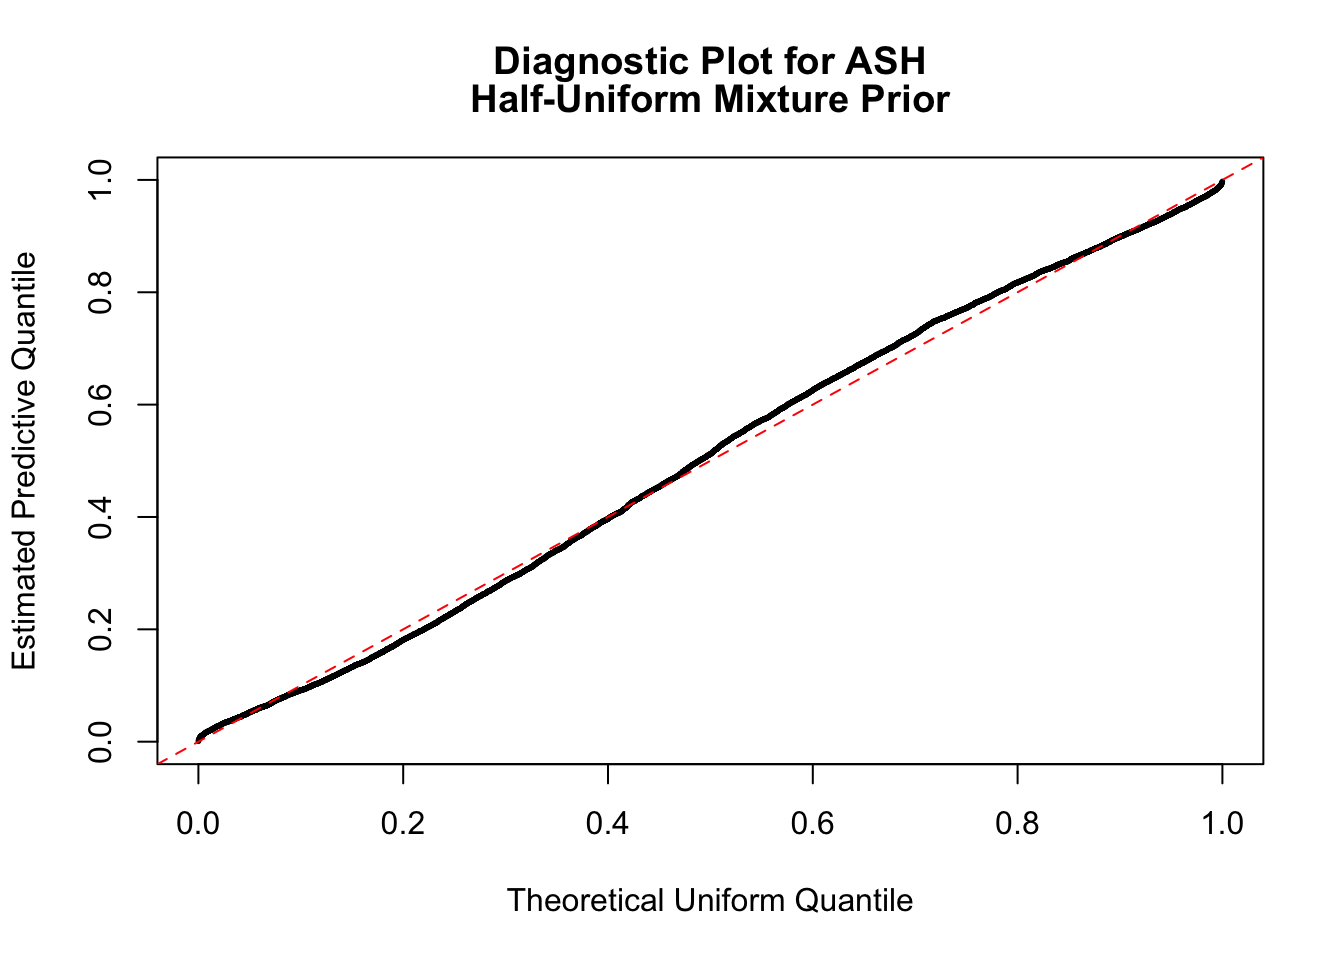 Diagnostic Plot for ASH
Half-Uniform Mixture Prior
Estimated Predictive Quantile
1.0
0.8
0.6
0.4
0.2
0.0
0.0 0.2 0.4 0.6 0.8 1.0
Theoretical Uniform Quantile